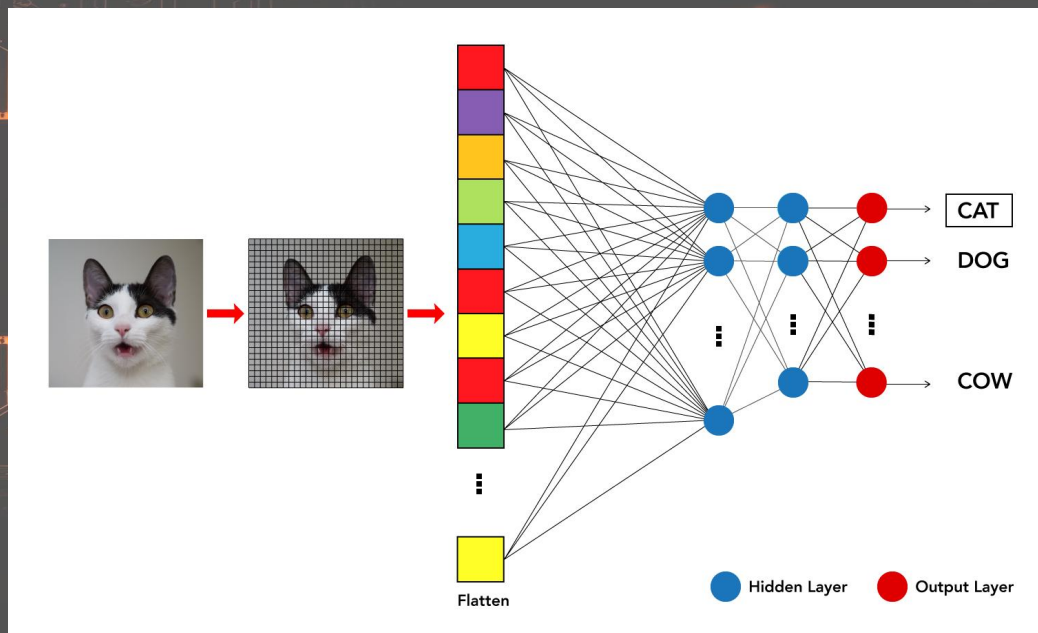 CAT
DOG
COW
Flatten
Hidden Layer
Output Layer